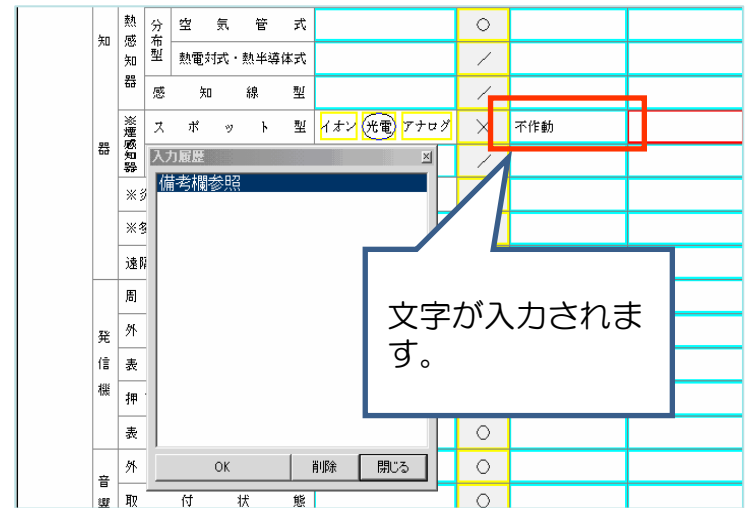 熱感知器
分布型
空気管式 ○
知
熱電対式・熱半導体式 ／
感知線型 ／
※煙感知器
スポット型 イオン 光電 アナログ × 不作動
器
／
入力履歴
備考欄参照
※
※
遠隔
文字が入力されま
す。
周
発信機
外
表
押
表 ○
OK 削除 閉じる
音響
外 ○
取付状態 ○